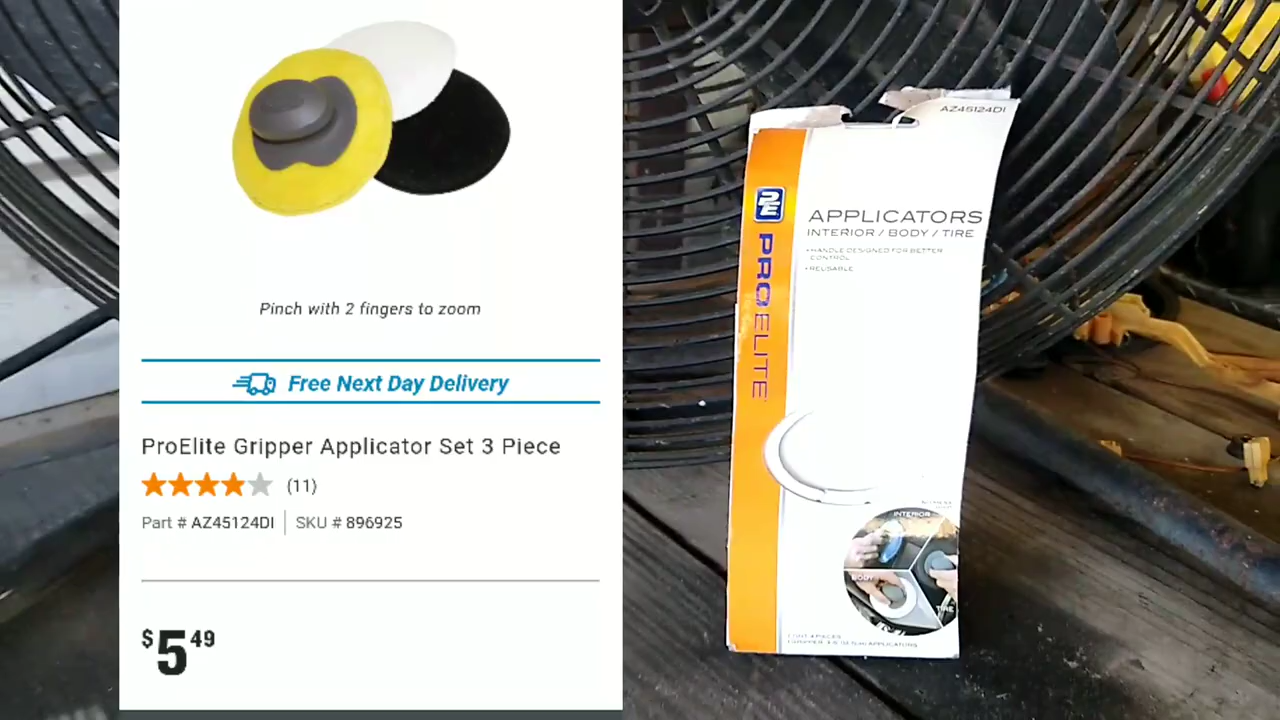 Pinch with 2 fingers to zoom
Free Next Day Delivery
ProElite Gripper Applicator Set 3 Piece
(11)
Part # AZ45124DI SKU # 896925
$5 49
AZ45124DI
PE
PROELITE
APPLICATORS
INTERIOR / BODY / TIRE
• HANDLE DESIGNED FOR BETTER
CONTROL
• REUSABLE
INTERIOR
BODY
TIRE